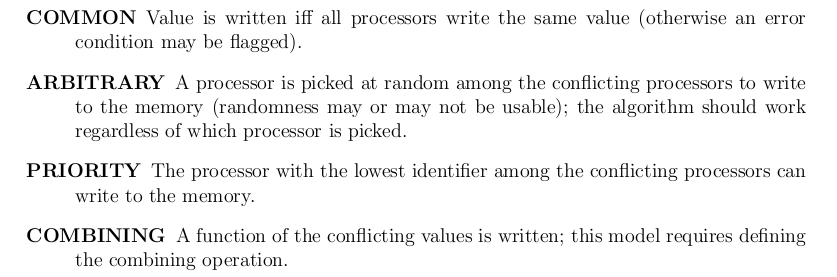 COMMON Value is written iff all processors write the same value (otherwise an error
condition may be flagged).
ARBITRARY A processor is picked at random among the conflicting processors to write
to the memory (randomness may or may not be usable); the algorithm should work
regardless of which processor is picked.
PRIORITY The processor with the lowest identifier among the conflicting processors can
write to the memory.
COMBINING A function of the conflicting values is written; this model requires defining
the combining operation.